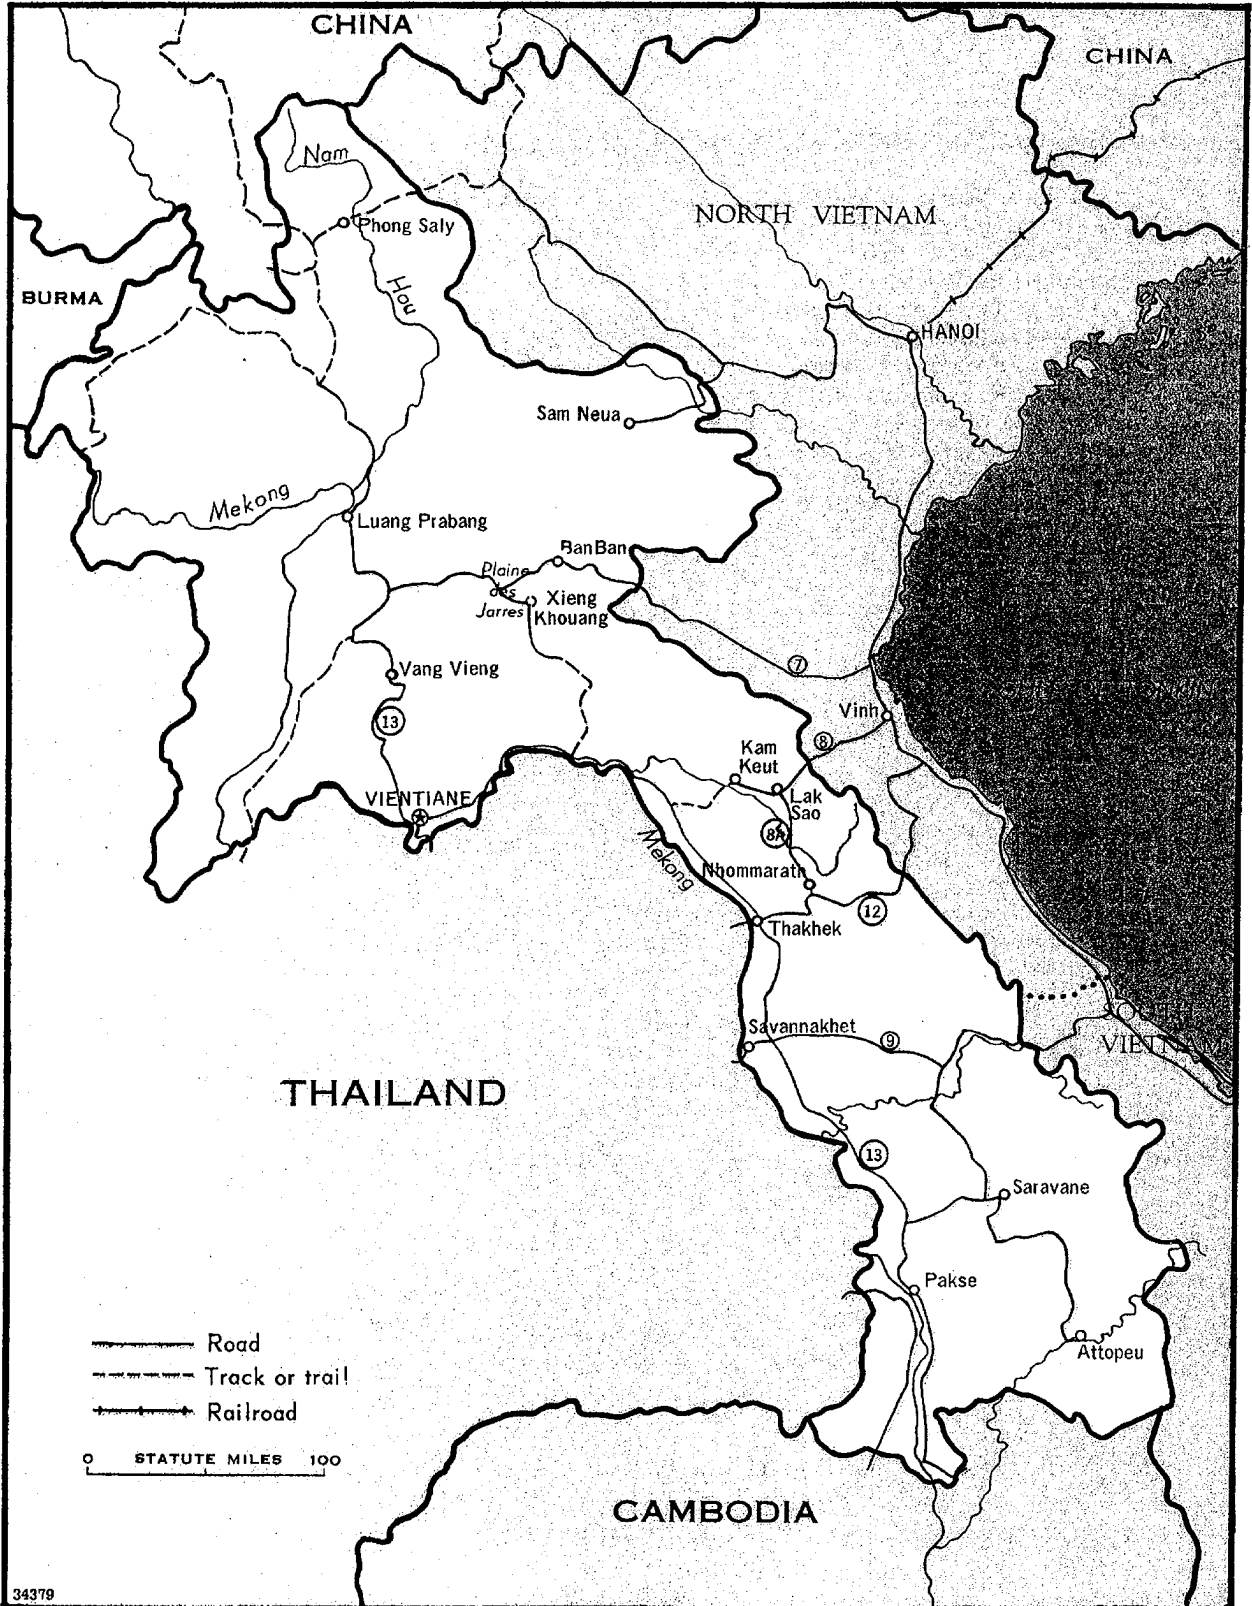 CHINA
CHINA
Nam
NORTH VIETNAM
Phong Saly
BURMA
Hou
HANOI
Sam Neua
Mekong
Luang Prabang
Ban Ban
Plaine
des
Jarres
Xieng
Khouang
7
Vang Vieng
Vinh
13
8
Kam
Keut
VIENTIANE
Lak
Sao
8A
Mekong
Nhommarath
12
Thakhek
SOUTH
VIETNAM
Savannakhet
9
THAILAND
13
Saravane
Pakse
Attopeu
Road
Track or trail
Railroad
0 STATUTE MILES 100
CAMBODIA
34379